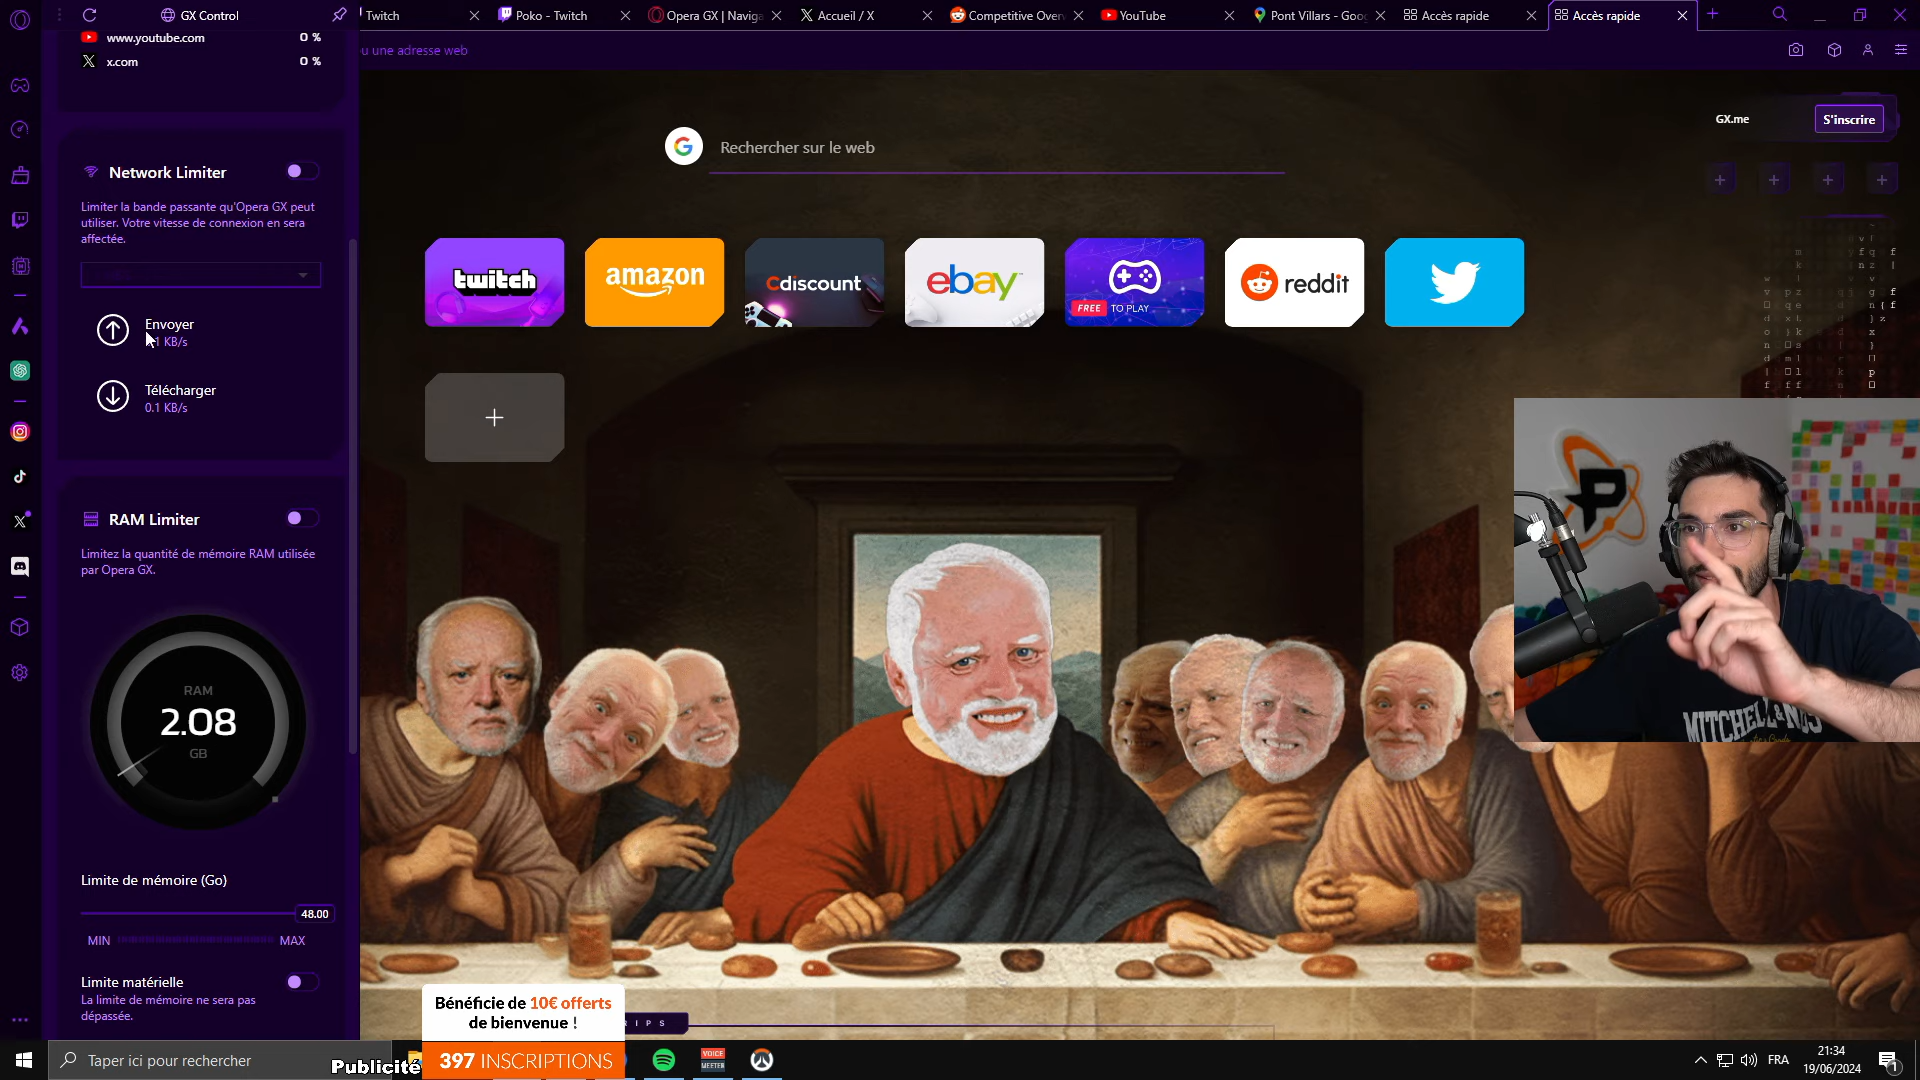 GX Control
Twitch
Poko - Twitch
Opera GX | Naviga
Accueil / X
Competitive Over
YouTube
Pont Villars - Goo
Accès rapide
Accès rapide
www.youtube.com 0 %
x.com 0 %
u une adresse web
GX.me
S'inscrire
Rechercher sur le web
Network Limiter
Limiter la bande passante qu'Opera GX peut
utiliser. Votre vitesse de connexion en sera
affectée.
Envoyer
1 KB/s
Télécharger
0.1 KB/s
twitch
amazon
Cdiscount
ebay
FREE TO PLAY
reddit
RAM Limiter
Limitez la quantité de mémoire RAM utilisée
par Opera GX.
RAM
2.08
GB
Limite de mémoire (Go)
48.00
MIN MAX
Limite matérielle
La limite de mémoire ne sera pas
dépassée.
Bénéficie de 10€ offerts
de bienvenue !
397 INSCRIPTIONS
Publicité
Taper ici pour rechercher
VOICE
MEETER
FRA
21:34
19/06/2024
1